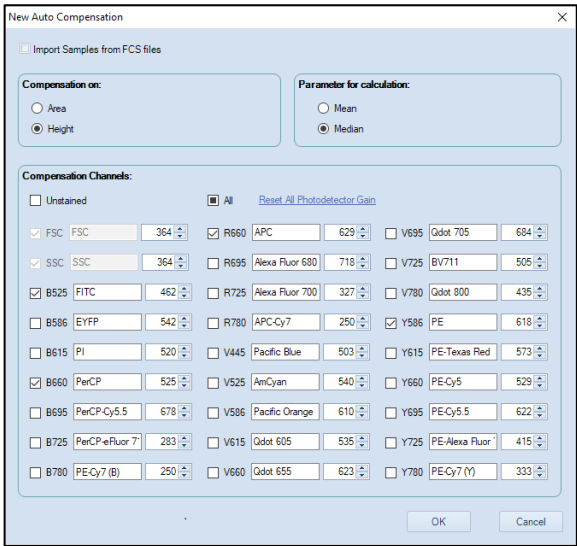 New Auto Compensation
Import Samples from FCS files
Compensation on:
Area
Height
Parameter for calculation:
Mean
Median
Compensation Channels:
Unstained All Reset All Photodetector Gain
FSC FSC 364 R660 APC 629 V695 Qdot 705 684
SSC SSC 364 R695 Alexa Fluor 680 718 V725 BV711 505
B525 FITC 462 R725 Alexa Fluor 700 327 V780 Qdot 800 435
B586 EYFP 542 R780 APC-Cy7 250 Y586 PE 618
B615 PI 520 V445 Pacific Blue 503 Y615 PE-Texas Red 573
B660 PerCP 525 V525 AmCyan 540 Y660 PE-Cy5 529
B695 PerCP-Cy5.5 678 V586 Pacific Orange 610 Y695 PE-Cy5.5 622
B725 PerCP-eFluor 7 283 V615 Qdot 605 535 Y725 PE-Alexa Fluor 415
B780 PE-Cy7 (B) 250 V660 Qdot 655 623 Y780 PE-Cy7 (Y) 333
OK Cancel